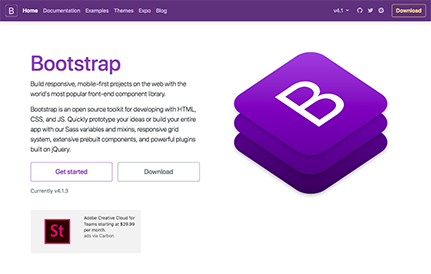 B Home Documentation Examples Themes Expo Blog v4.1 Download
Bootstrap
Build responsive, mobile-first projects on the web with the
world's most popular front-end component library.
Bootstrap is an open source toolkit for developing with HTML,
CSS, and JS. Quickly prototype your ideas or build your entire
app with our Sass variables and mixins, responsive grid
system, extensive prebuilt components, and powerful plugins
built on jQuery.
Get started Download
Currently v4.1.3
B
St
Adobe Creative Cloud for
Teams starting at $29.99
per month.
ads via Carbon